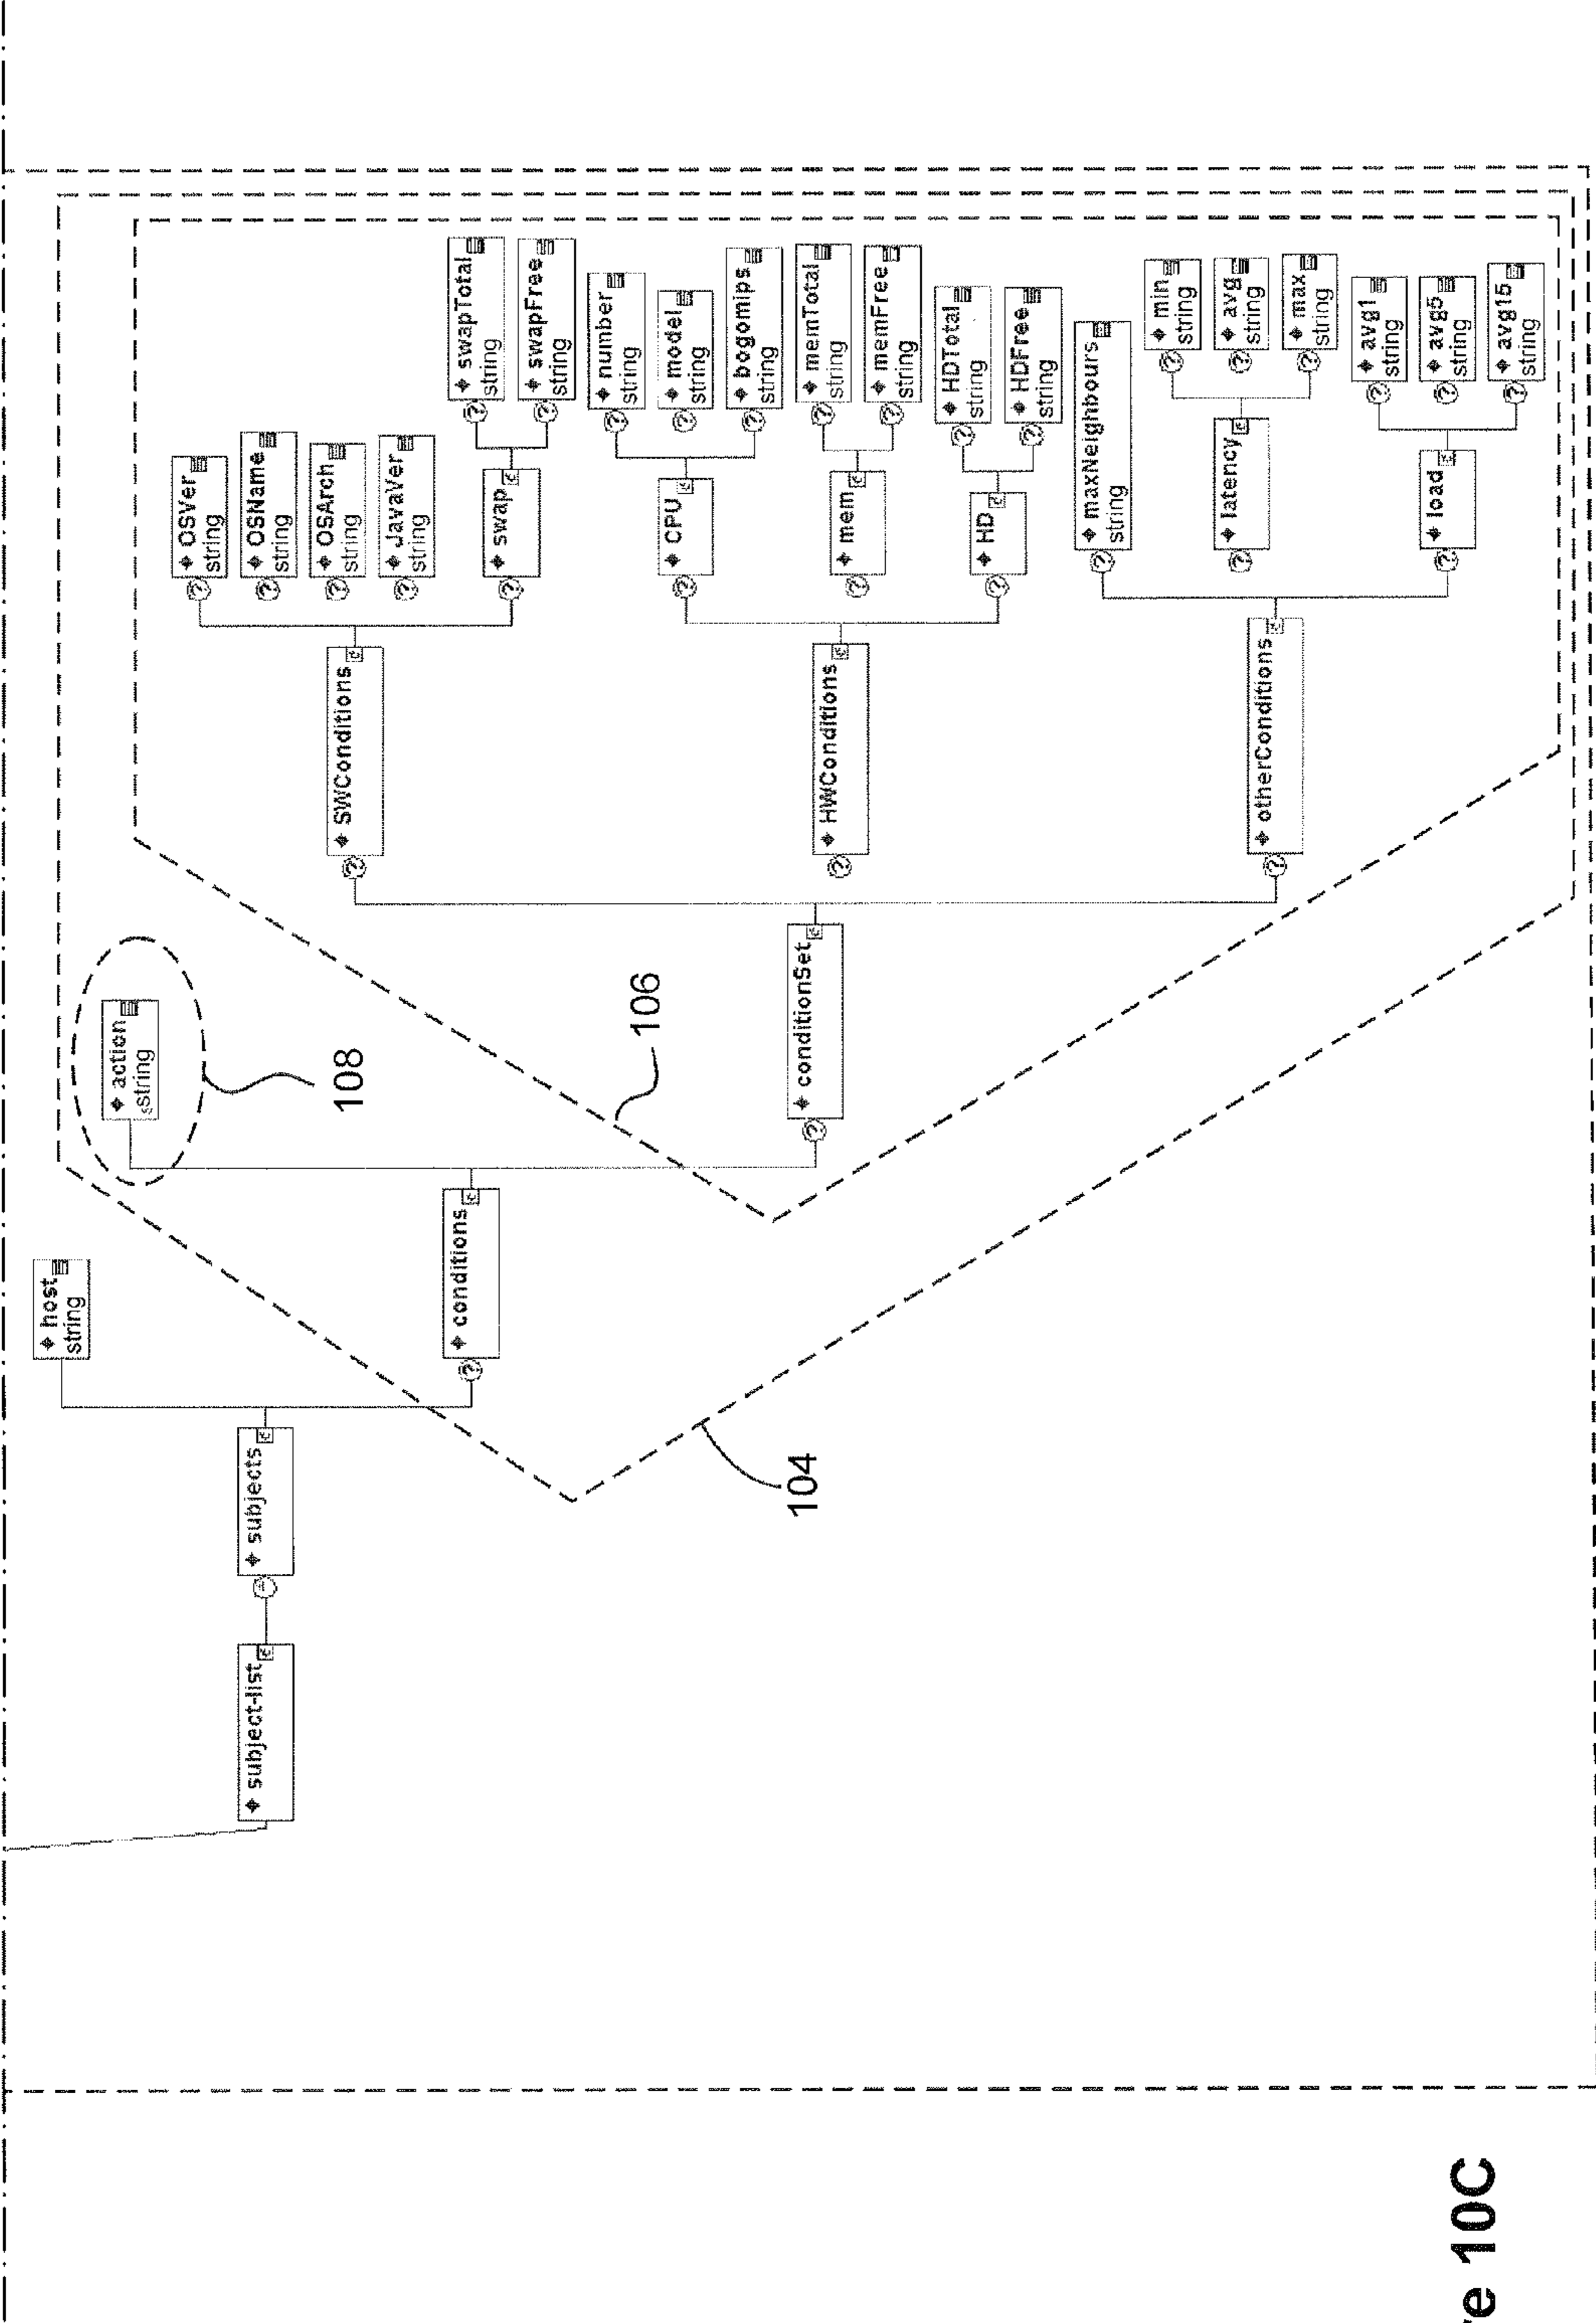 subject-list
subjects
host
string
conditions
action
string
108
conditionSet
106
104
SWConditions
OSVer
string
OSName
string
OSArch
string
JavaVer
string
swap
swapTotal
string
swapFree
string
HWConditions
CPU
number
string
model
string
bogomips
string
mem
memTotal
string
memFree
string
HD
HDTotal
string
HDFree
string
otherConditions
maxNeighbours
string
latency
min
string
avg
string
max
string
load
avg1
string
avg5
string
avg15
string
re 10C